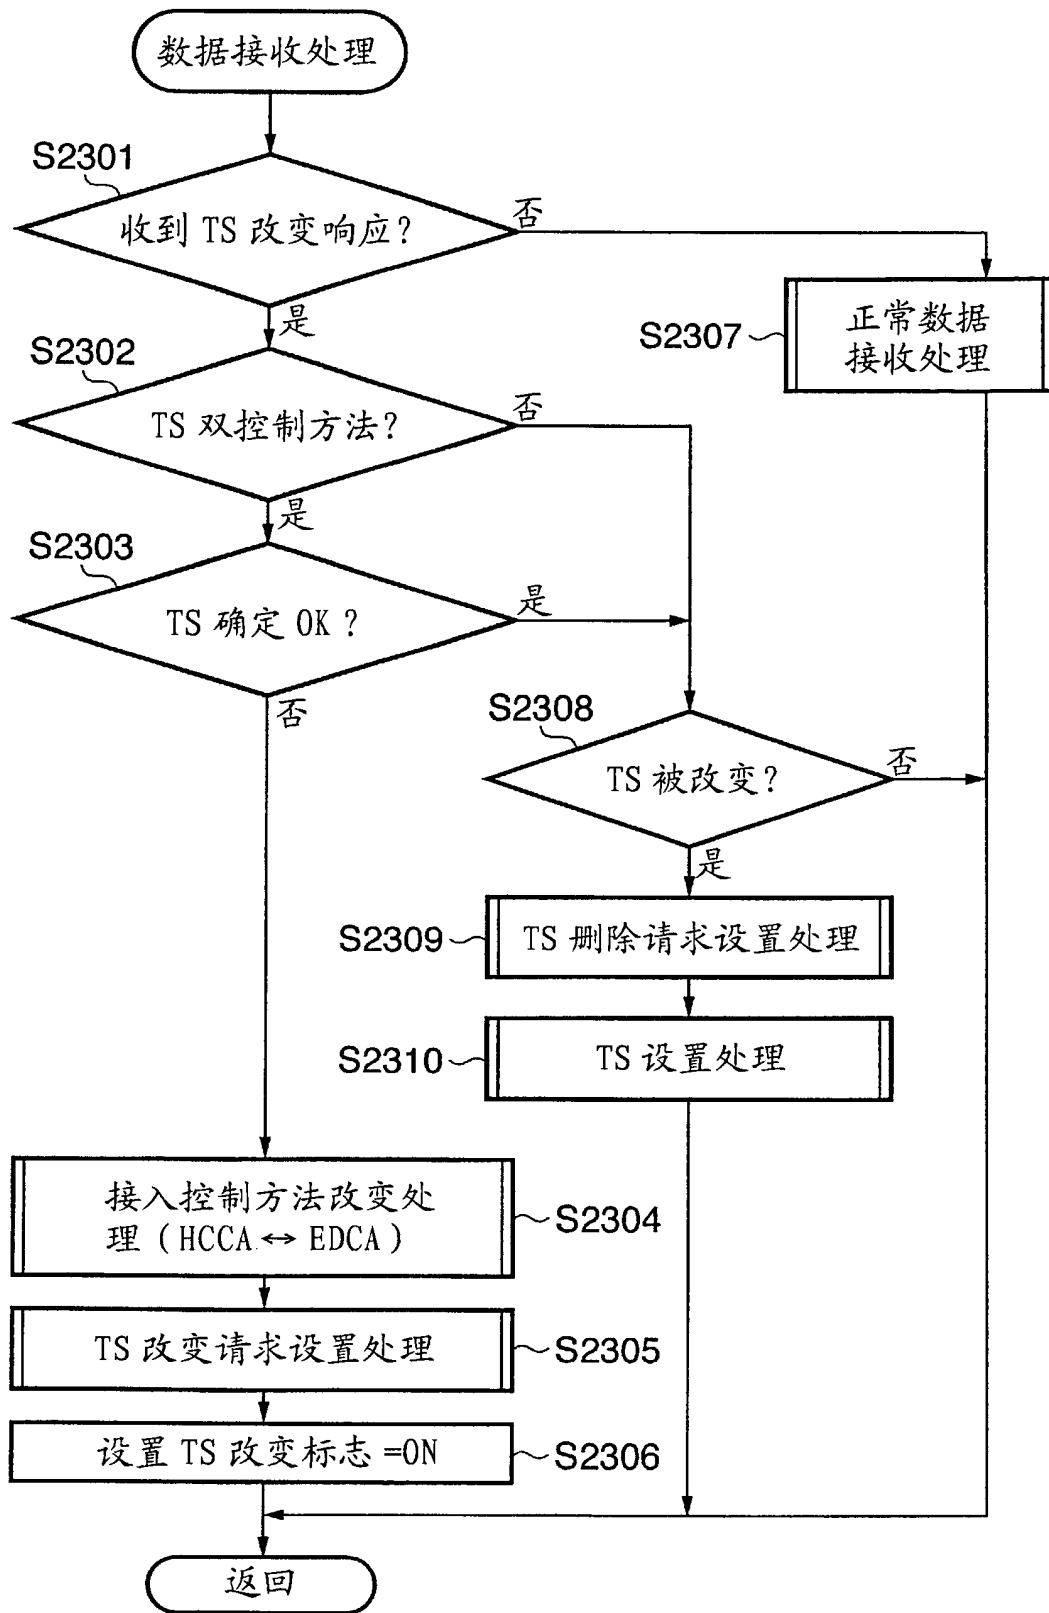 数据接收处理
S2301
收到 TS 改变响应?
否
是
S2307
正常数据
接收处理
S2302
TS 双控制方法?
否
是
S2303
TS 确定 OK ?
是
否
S2308
TS 被改变?
否
是
S2309
TS 删除请求设置处理
S2310
TS 设置处理
接入控制方法改变处
理 ( HCCA ↔ EDCA )
S2304
TS 改变请求设置处理
S2305
设置 TS 改变标志 =ON
S2306
返回